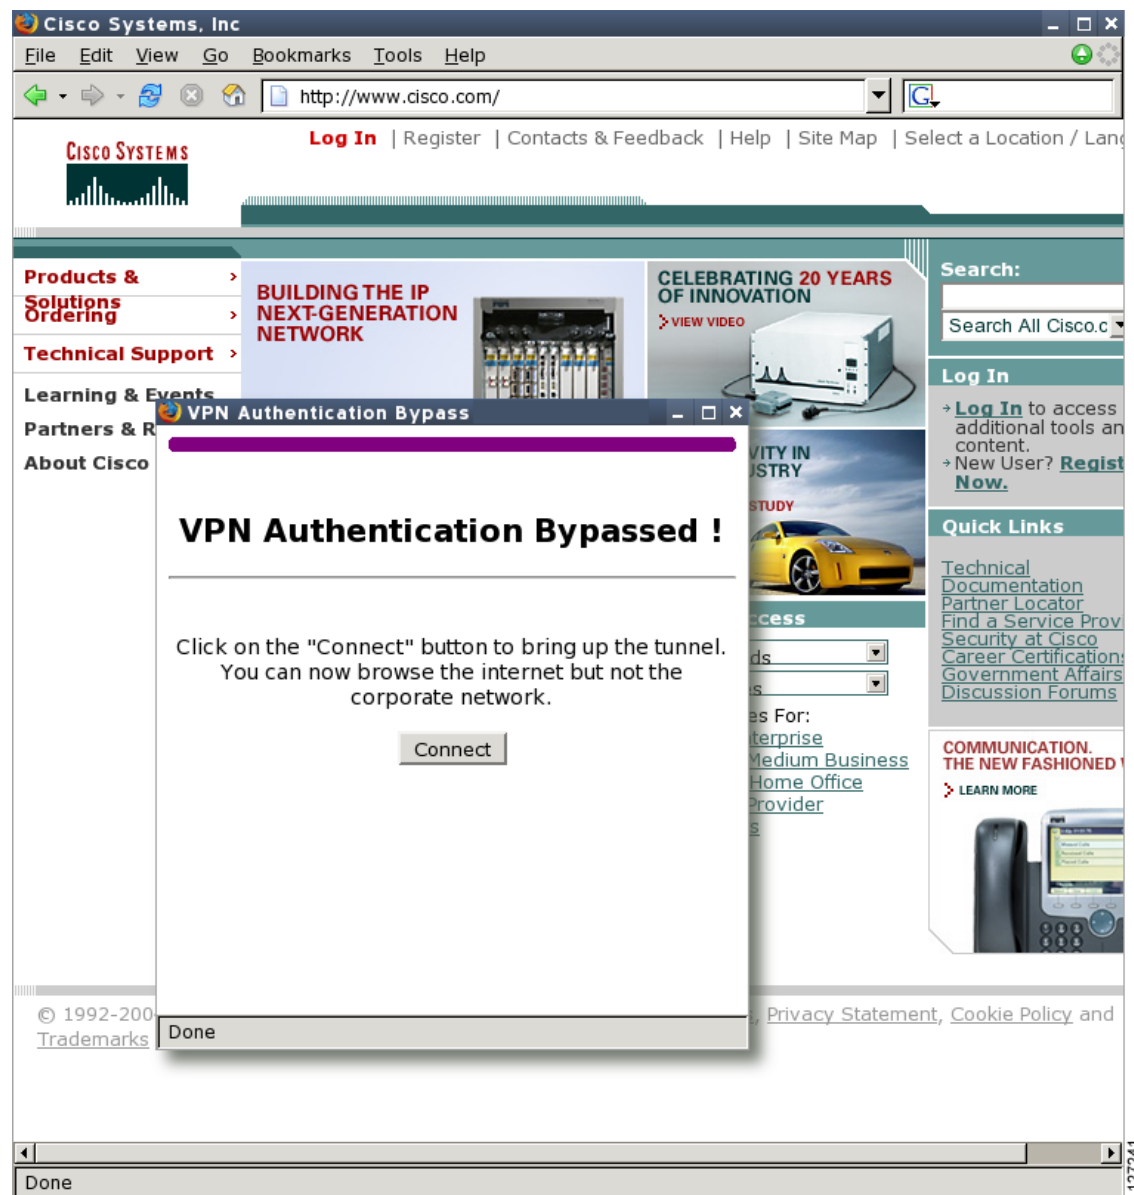 Cisco Systems, Inc
File Edit View Go Bookmarks Tools Help
http://www.cisco.com/
G
Log In | Register | Contacts & Feedback | Help | Site Map | Select a Location / Lang
CISCO SYSTEMS
Products &
Solutions
Ordering
Technical Support
Learning & Events
Partners & R
About Cisco
BUILDING THE IP
NEXT-GENERATION
NETWORK
CELEBRATING 20 YEARS
OF INNOVATION
VIEW VIDEO
VITY IN
STUDY
Search:
Search All Cisco.c
Log In
Log In to access
additional tools an
content.
New User? Regist
Now.
Quick Links
Technical
Documentation
Partner Locator
Find a Service Provi
Security at Cisco
Career Certifications
Government Affairs
Discussion Forums
VPN Authentication Bypass
VPN Authentication Bypassed !
Click on the "Connect" button to bring up the tunnel.
You can now browse the internet but not the
corporate network.
Connect
Done
ccess
ds
es
es For:
terprise
Medium Business
Home Office
Provider
s
COMMUNICATION.
THE NEW FASHIONED
LEARN MORE
© 1992-200
Trademarks
, Privacy Statement, Cookie Policy and
Done
127241